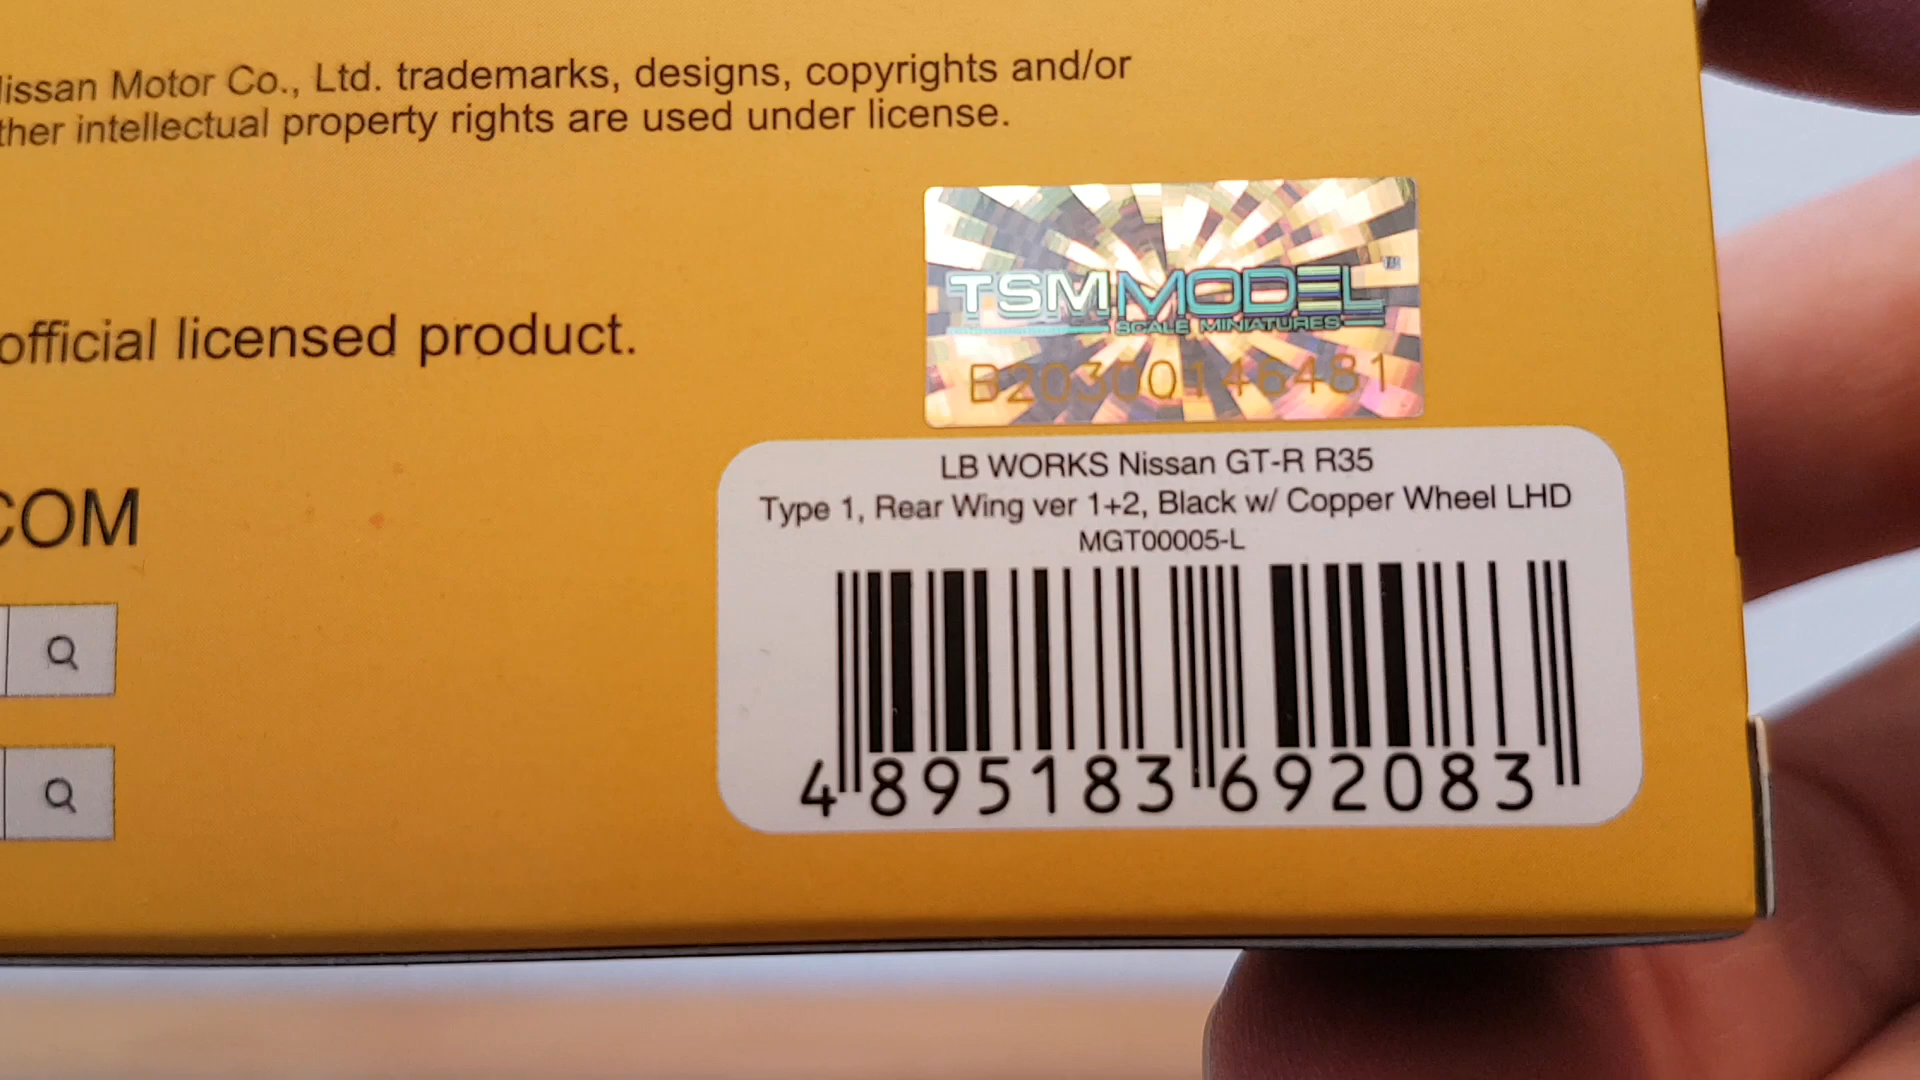 issan Motor Co., Ltd. trademarks, designs, copyrights and/or
ther intellectual property rights are used under license.
TSMMODEL
SCALE MINIATURES
B20300146481
official licensed product.
LB WORKS Nissan GT-R R35
Type 1, Rear Wing ver 1+2, Black w/ Copper Wheel LHD
MGT00005-L
COM
4 895183 692083